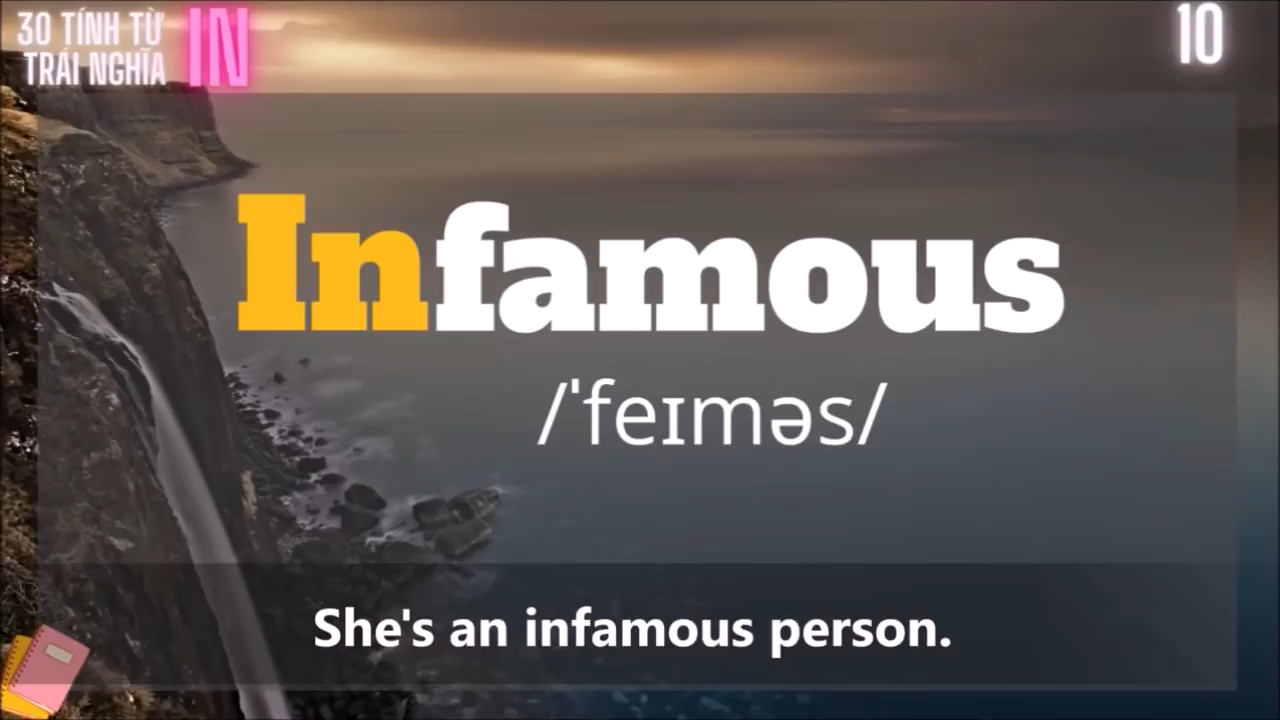 30 TÍNH TỪ
TRÁI NGHĨA
IN
10
Infamous
/ˈfeɪməs/
She's an infamous person.